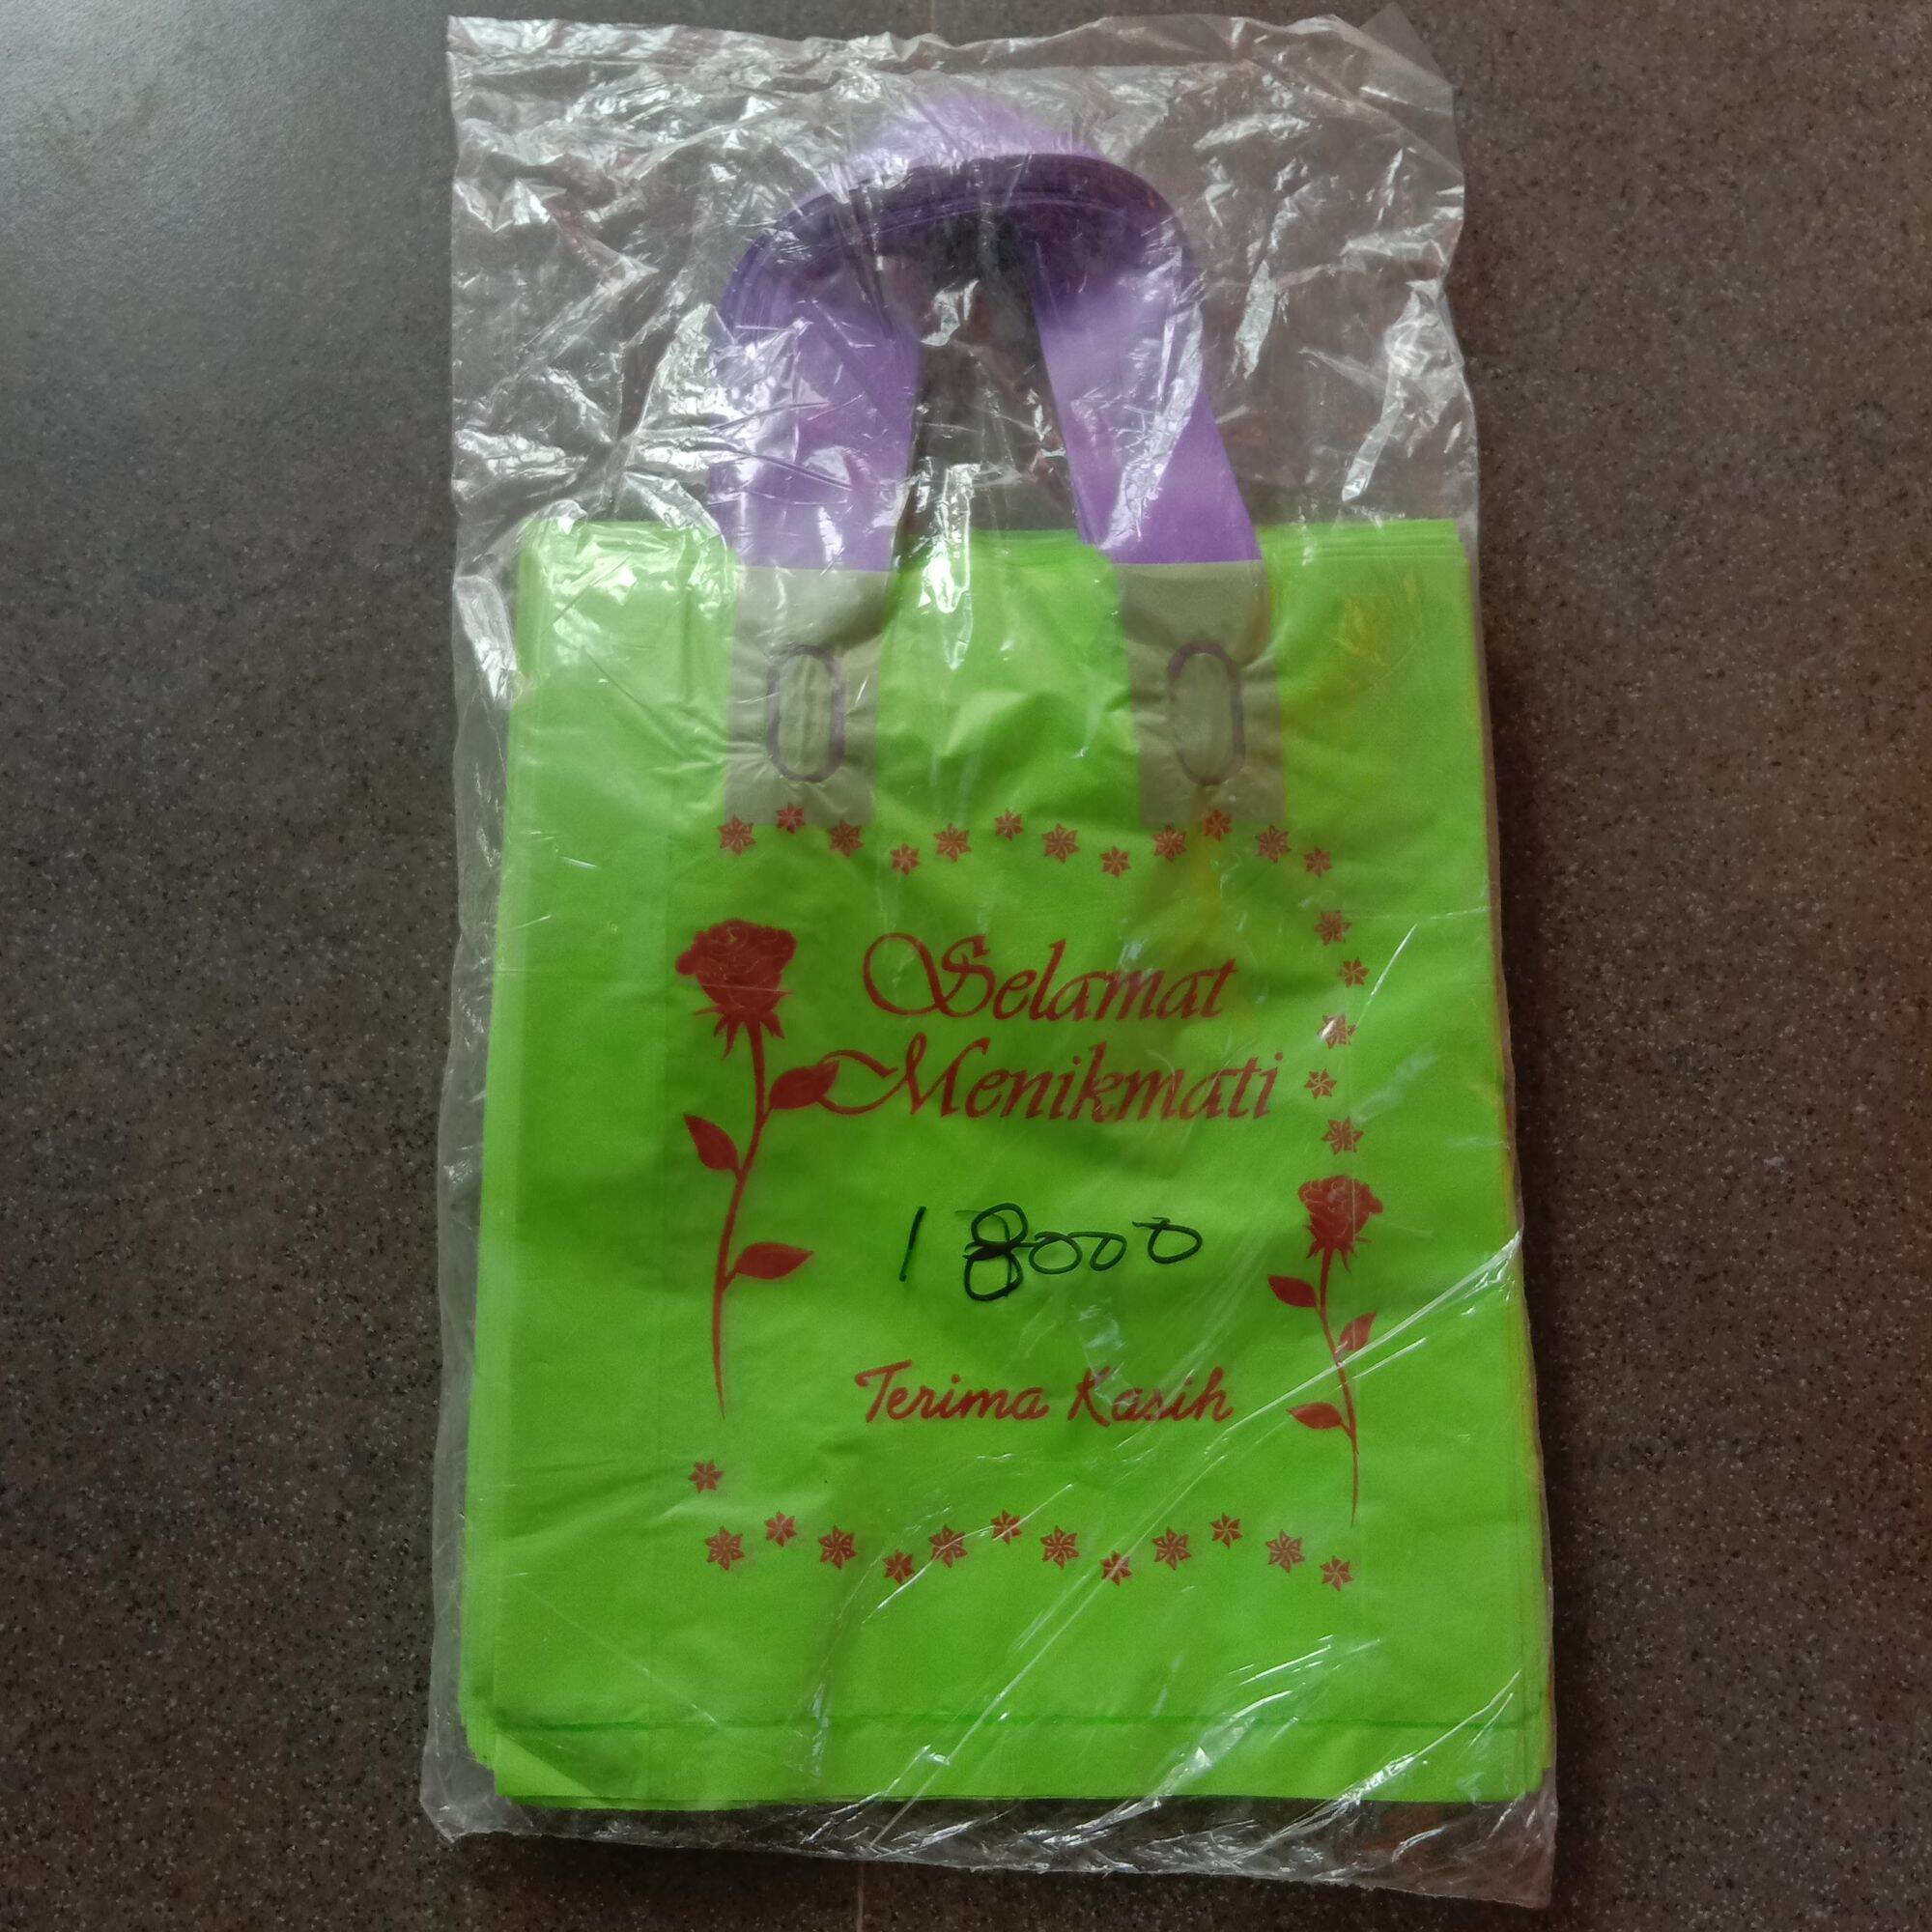 Selamat
Menikmati
18000
Terima Kasih